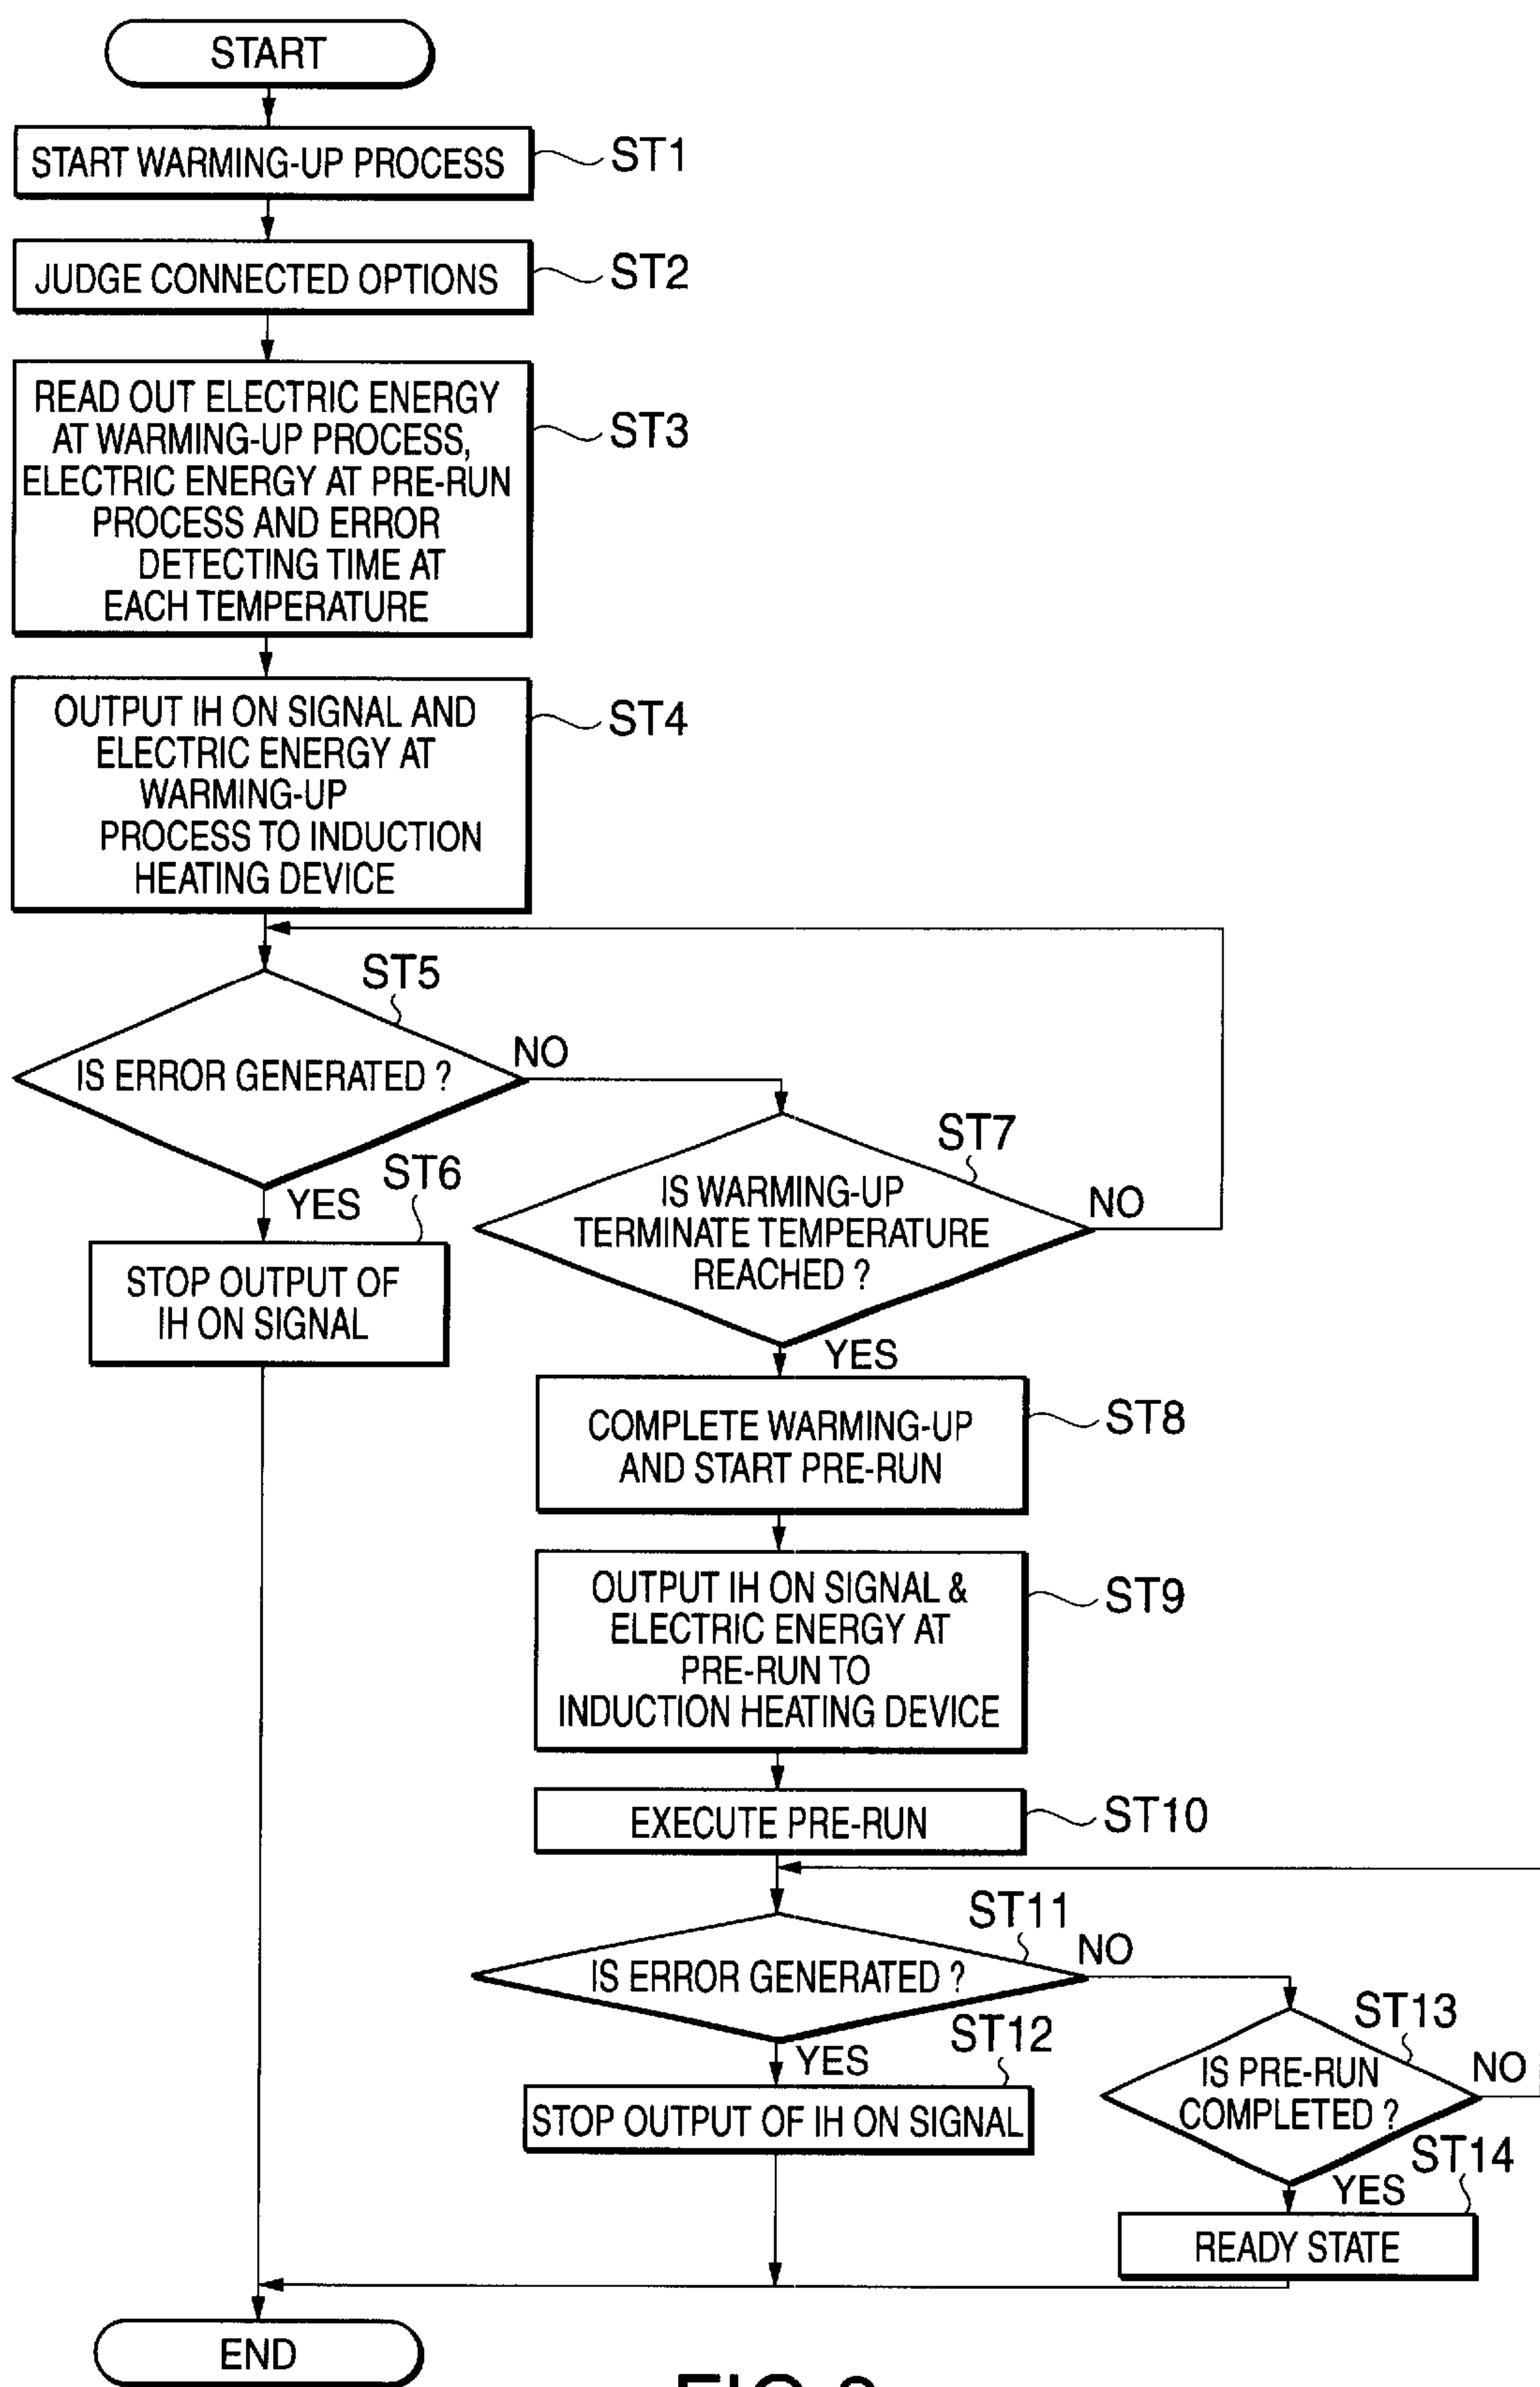 START
START WARMING-UP PROCESS
ST1
JUDGE CONNECTED OPTIONS
ST2
READ OUT ELECTRIC ENERGY
AT WARMING-UP PROCESS,
ELECTRIC ENERGY AT PRE-RUN
PROCESS AND ERROR
DETECTING TIME AT
EACH TEMPERATURE
ST3
OUTPUT IH ON SIGNAL AND
ELECTRIC ENERGY AT
WARMING-UP
PROCESS TO INDUCTION
HEATING DEVICE
ST4
ST5
IS ERROR GENERATED ?
NO
YES
ST6
STOP OUTPUT OF
IH ON SIGNAL
ST7
IS WARMING-UP
TERMINATE TEMPERATURE
REACHED ?
NO
YES
COMPLETE WARMING-UP
AND START PRE-RUN
ST8
OUTPUT IH ON SIGNAL &
ELECTRIC ENERGY AT
PRE-RUN TO
INDUCTION HEATING DEVICE
ST9
EXECUTE PRE-RUN
ST10
ST11
IS ERROR GENERATED ?
NO
YES
ST12
STOP OUTPUT OF IH ON SIGNAL
ST13
IS PRE-RUN
COMPLETED ?
NO
YES
ST14
READY STATE
END